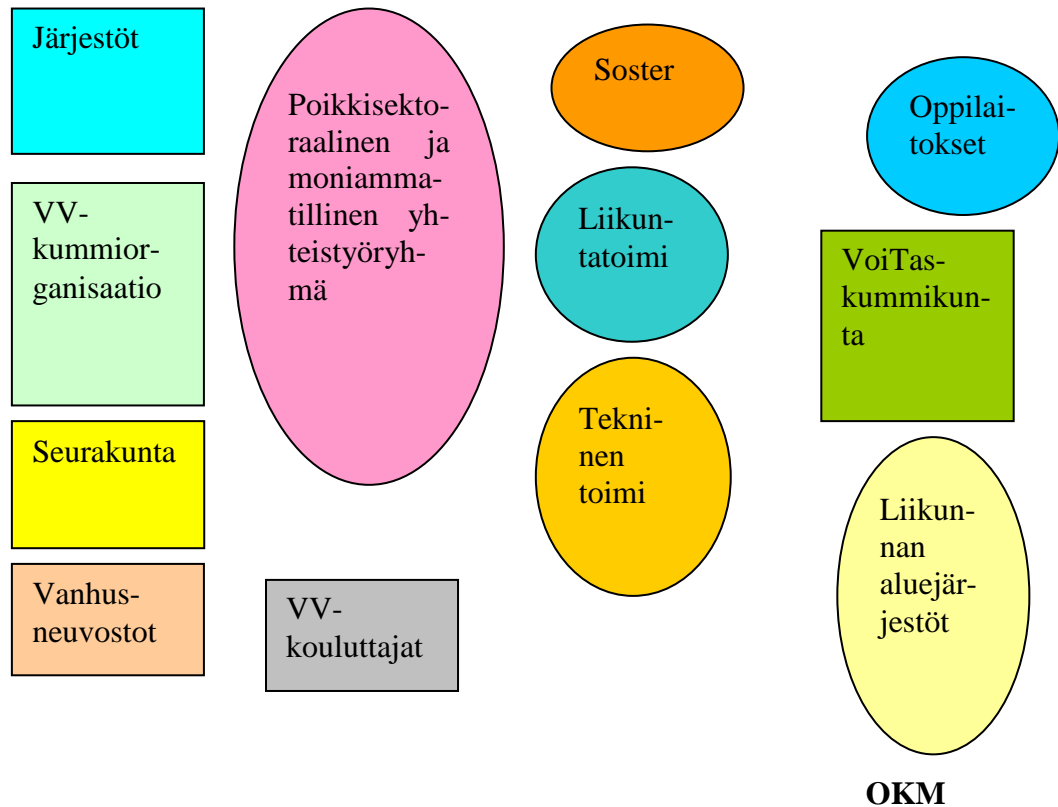 Järjestöt
VV-
kummior-
ganisaatio
Seurakunta
Vanhus-
neuvostot
Poikkisekto-
raalinen ja
moniamma-
tillinen yh-
teistyöryh-
mä
VV-
kouluttajat
Soster
Liikun-
tatoimi
Tekni-
nen
toimi
Oppilai-
tokset
VoiTas-
kummikun-
ta
Liikun-
nan
aluejär-
jestöt
OKM